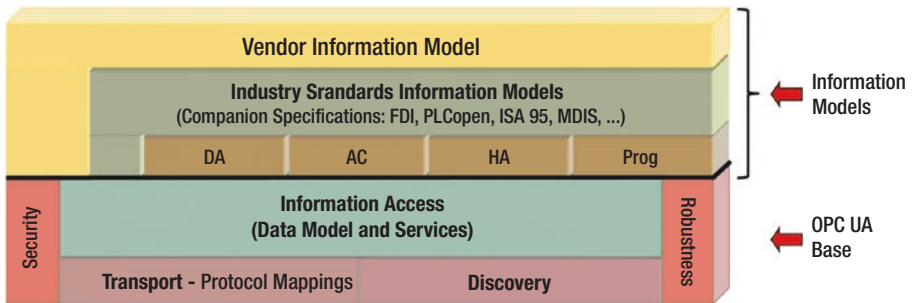 Vendor Information Model
Industry Srandards Information Models
(Companion Specifications: FDI, PLCopen, ISA 95, MDIS, ...)
DA
AC
HA
Prog
Information
Models
Security
Information Access
(Data Model and Services)
Robustness
Transport - Protocol Mappings
Discovery
OPC UA
Base